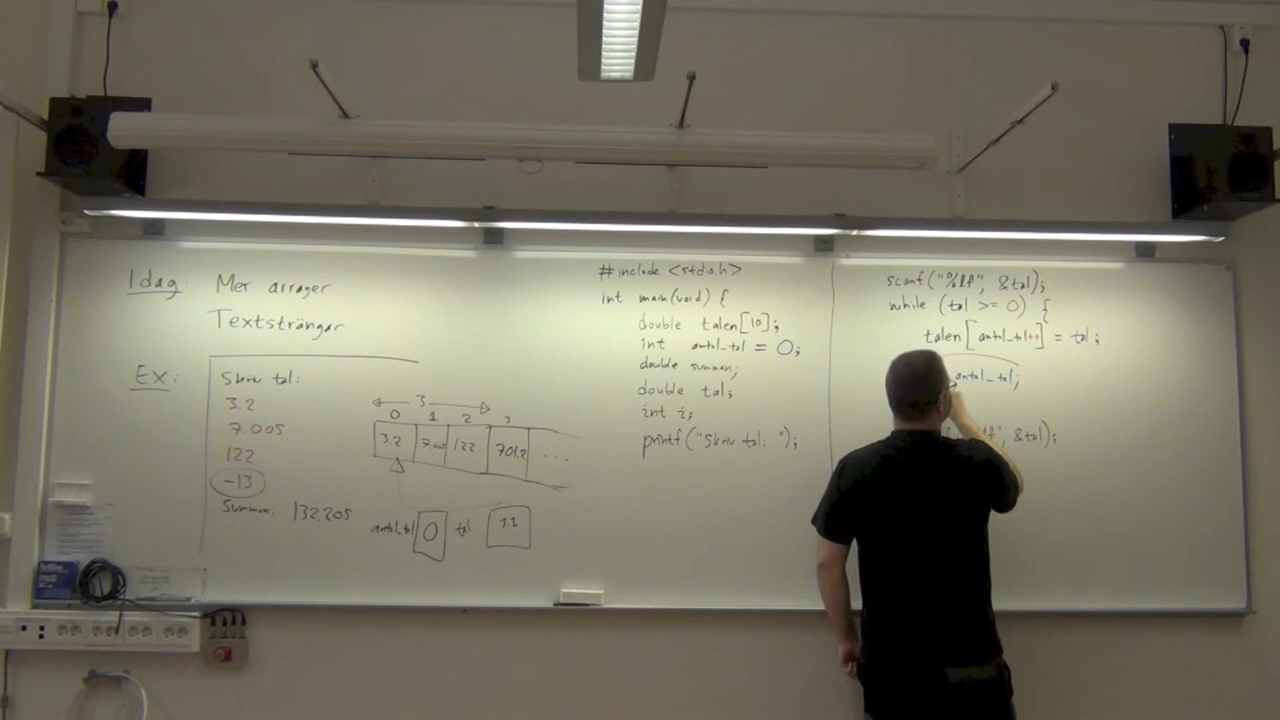 Idag: Mer arrayer
Textsträngar
Ex:
Skriv tal:
3.2
7.005
122
-13
Summan: 132.205
3
0 1 2 3
3.2 7.005 122 701.2 ...
antal_tal 0 tal 3.2
#include <stdio.h>
int main(void) {
double talen[10];
int antal_tal = 0;
double summan;
double tal;
int i;
printf("Skriv tal: ");
scanf("%lf", &tal);
while (tal >= 0) {
talen[antal_tal++] = tal;
antal_tal;
lf", &tal);